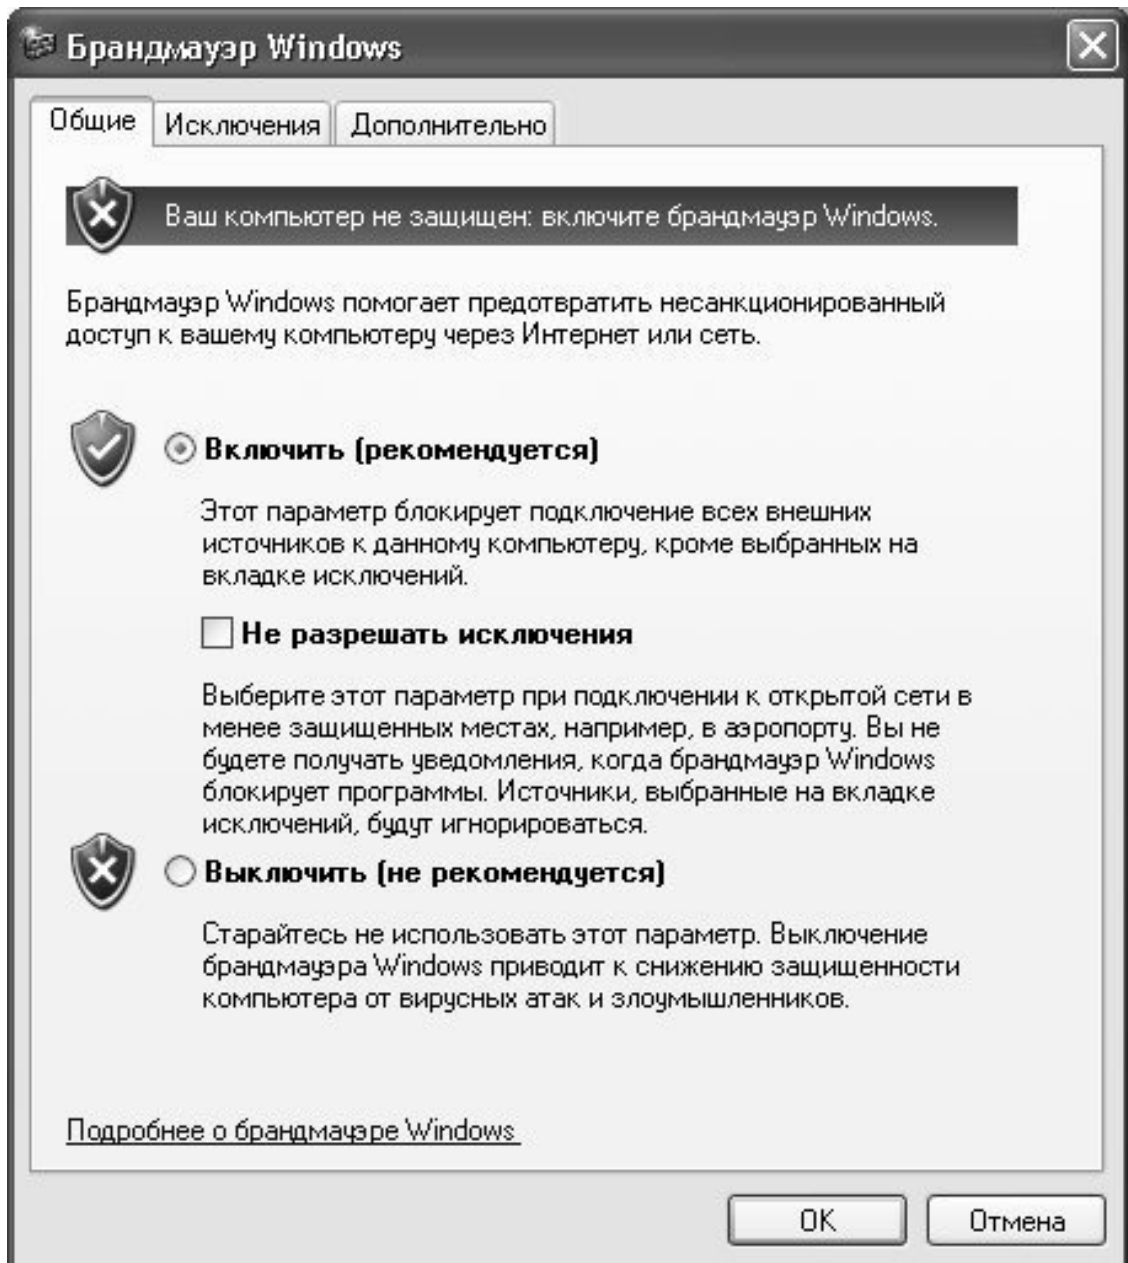 Брандмауэр Windows
Общие Исключения Дополнительно
Ваш компьютер не защищен: включите брандмауэр Windows.
Брандмауэр Windows помогает предотвратить несанкционированный
доступ к вашему компьютеру через Интернет или сеть.
Включить (рекомендуется)
Этот параметр блокирует подключение всех внешних
источников к данному компьютеру, кроме выбранных на
вкладке исключений.
Не разрешать исключения
Выберите этот параметр при подключении к открытой сети в
менее защищенных местах, например, в аэропорту. Вы не
будете получать уведомления, когда брандмауэр Windows
блокирует программы. Источники, выбранные на вкладке
исключений, будут игнорироваться.
Выключить (не рекомендуется)
Старайтесь не использовать этот параметр. Выключение
брандмауэра Windows приводит к снижению защищенности
компьютера от вирусных атак и злоумышленников.
Подробнее о брандмауэре Windows
OK Отмена